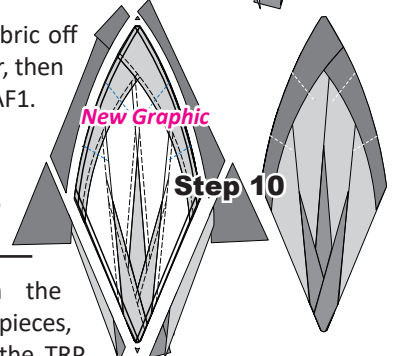 bric off
, then
AF1.
New Graphic
Step 10
the
pieces,
the TRP